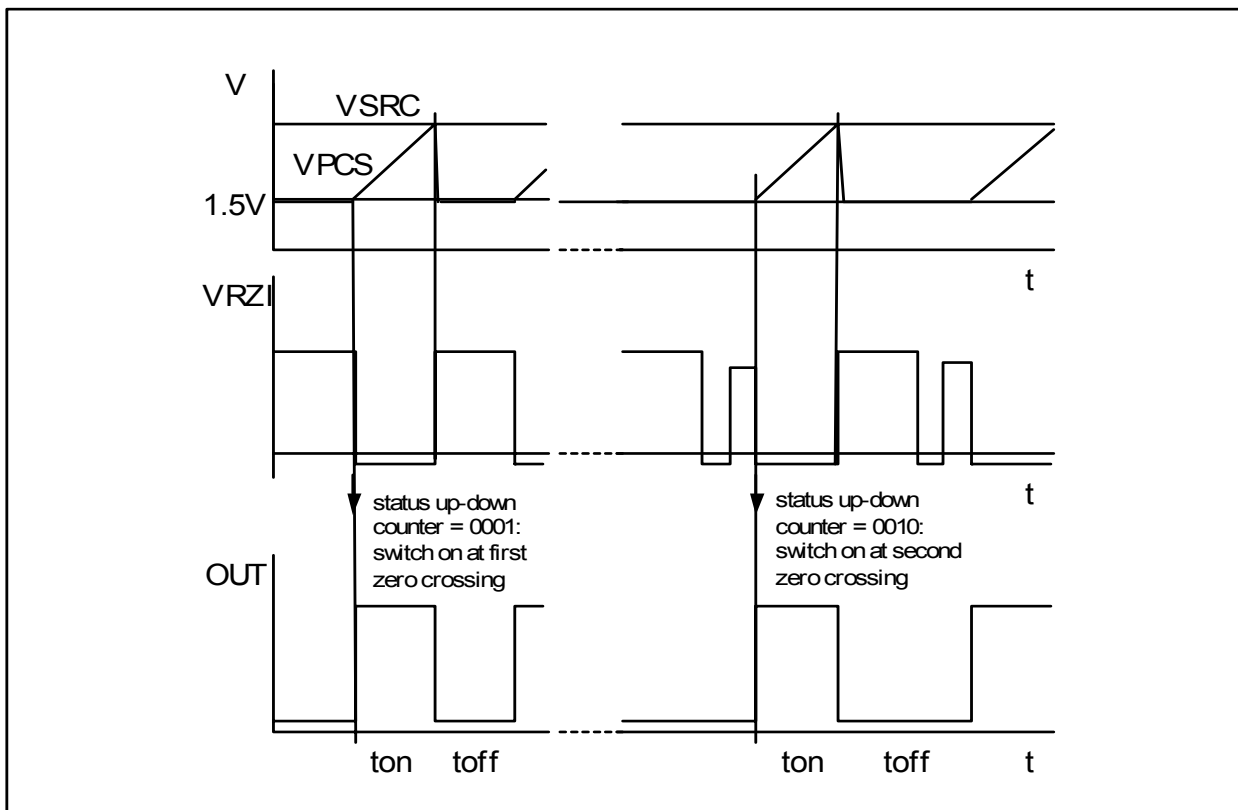 V
VSRC
VPCS
1.5V
t
VRZI
t
status up-down
counter = 0001:
switch on at first
zero crossing
status up-down
counter = 0010:
switch on at second
zero crossing
OUT
ton
toff
ton
toff
t